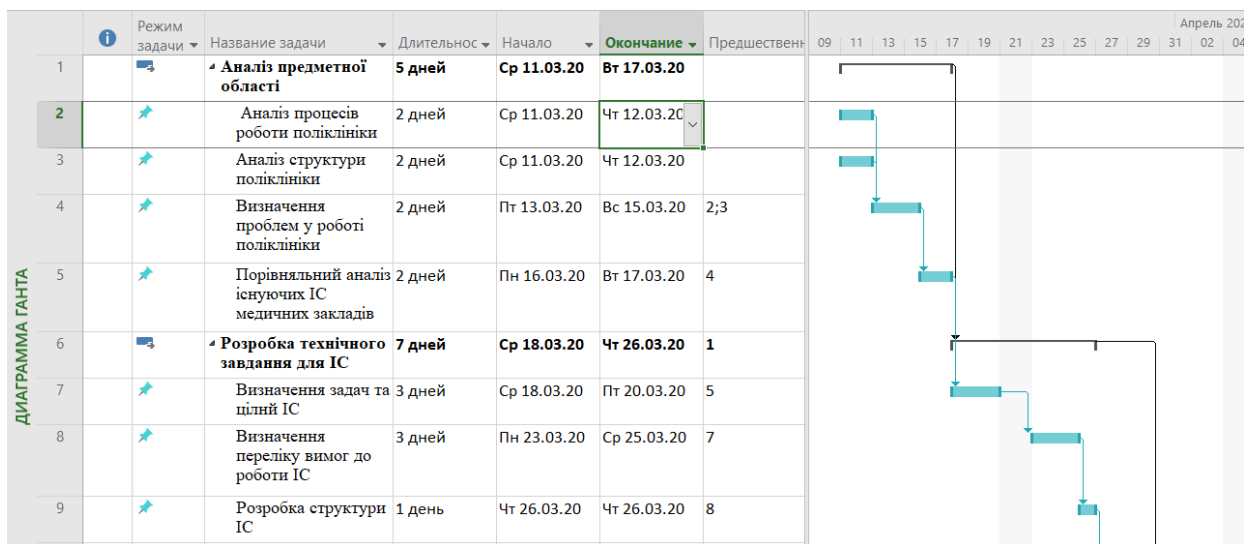 Апрель 202
Режим задачи Название задачи Длительнос Начало Окончание Предшественн 09 11 13 15 17 19 21 23 25 27 29 31 02 04
1 Аналіз предметної 5 дней Ср 11.03.20 Вт 17.03.20
області
2 Аналіз процесів 2 дней Ср 11.03.20 Чт 12.03.20
роботи поліклініки
3 Аналіз структури 2 дней Ср 11.03.20 Чт 12.03.20
поліклініки
4 Визначення 2 дней Пт 13.03.20 Вс 15.03.20 2;3
проблем у роботі
поліклініки
5 Порівняльний аналіз 2 дней Пн 16.03.20 Вт 17.03.20 4
існуючих ІС
медичних закладів
6 Розробка технічного 7 дней Ср 18.03.20 Чт 26.03.20 1
завдання для ІС
7 Визначення задач та 3 дней Ср 18.03.20 Пт 20.03.20 5
цілнй ІС
8 Визначення 3 дней Пн 23.03.20 Ср 25.03.20 7
переліку вимог до
роботи ІС
9 Розробка структури 1 день Чт 26.03.20 Чт 26.03.20 8
ІС
ДИАГРАММА ГАНТА